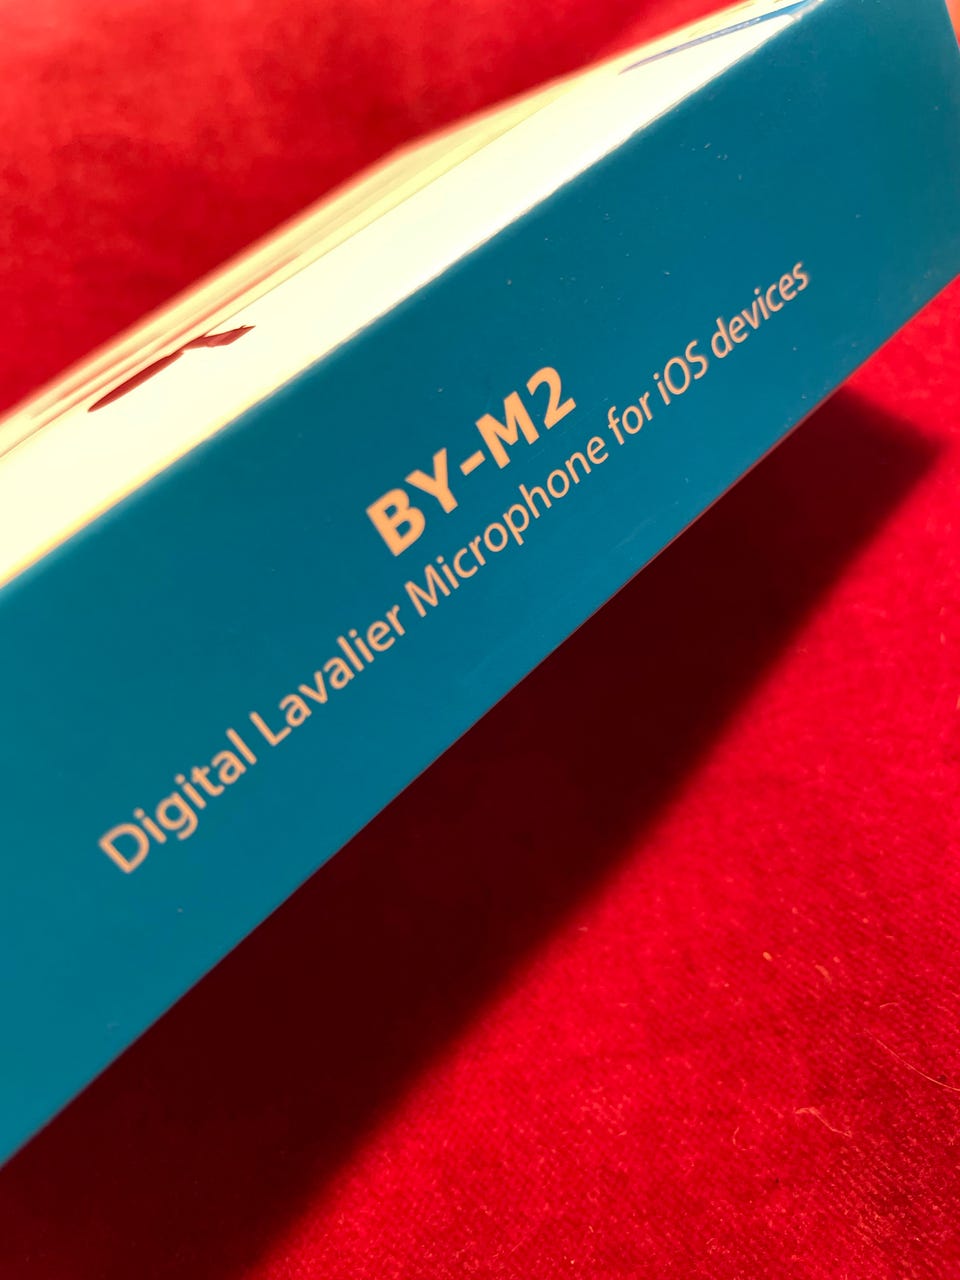 BY-M2
Digital Lavalier Microphone for iOS devices